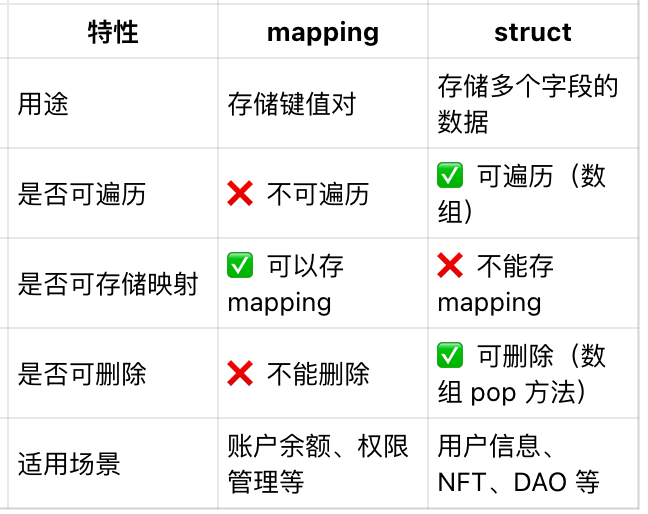 特性 mapping struct
用途 存储键值对 存储多个字段的
数据
是否可遍历 ❌ 不可遍历 ✅ 可遍历（数
组）
是否可存储映射 ✅ 可以存
mapping ❌ 不能存
mapping
是否可删除 ❌ 不能删除 ✅ 可删除（数
组 pop 方法）
适用场景 账户余额、权限
管理等 用户信息、
NFT、DAO 等